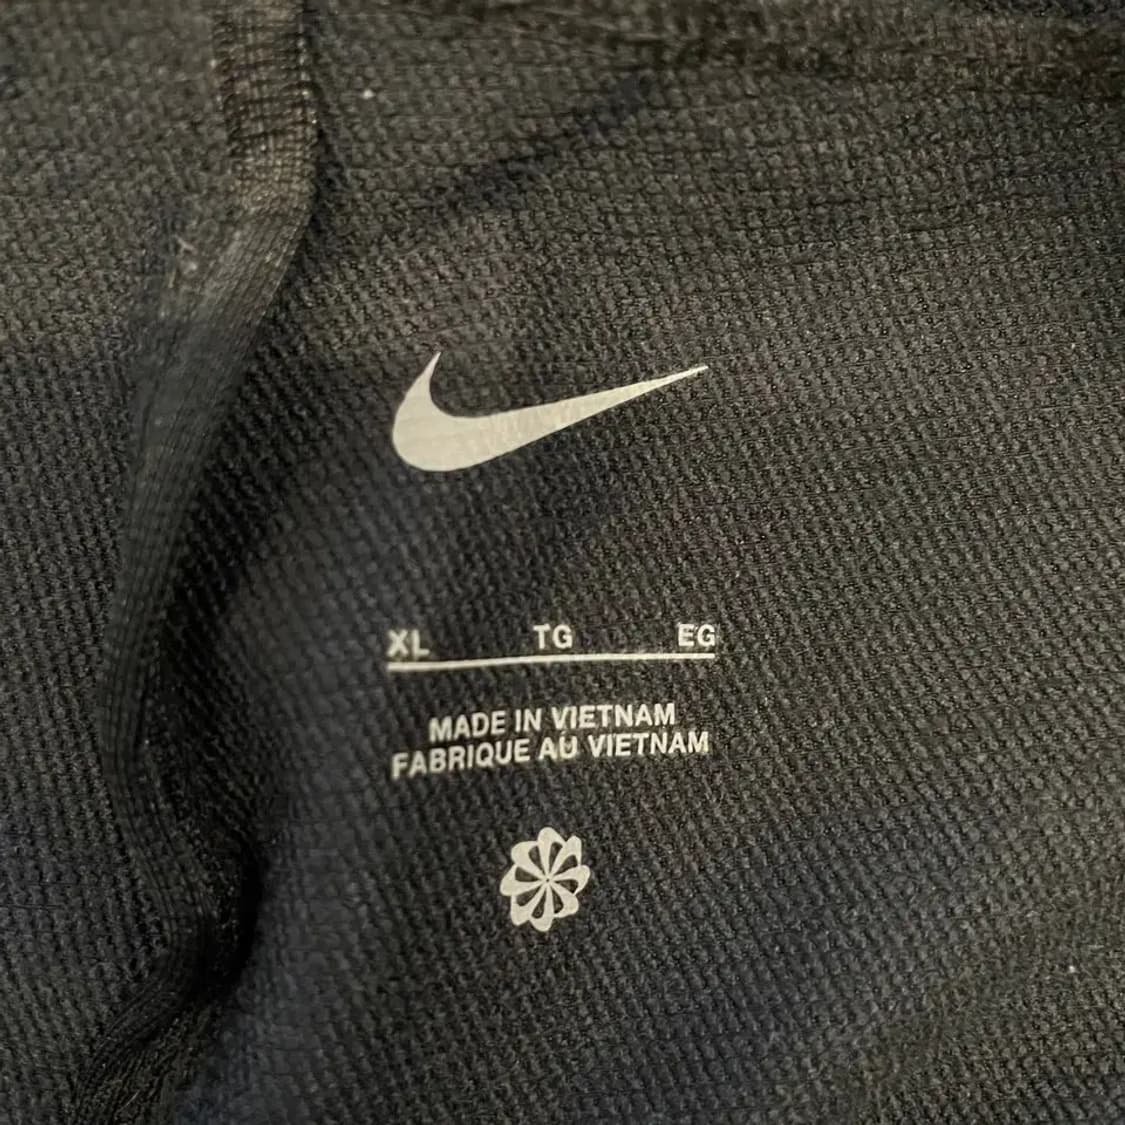 XL TG EG
MADE IN VIETNAM
FABRIQUE AU VIETNAM